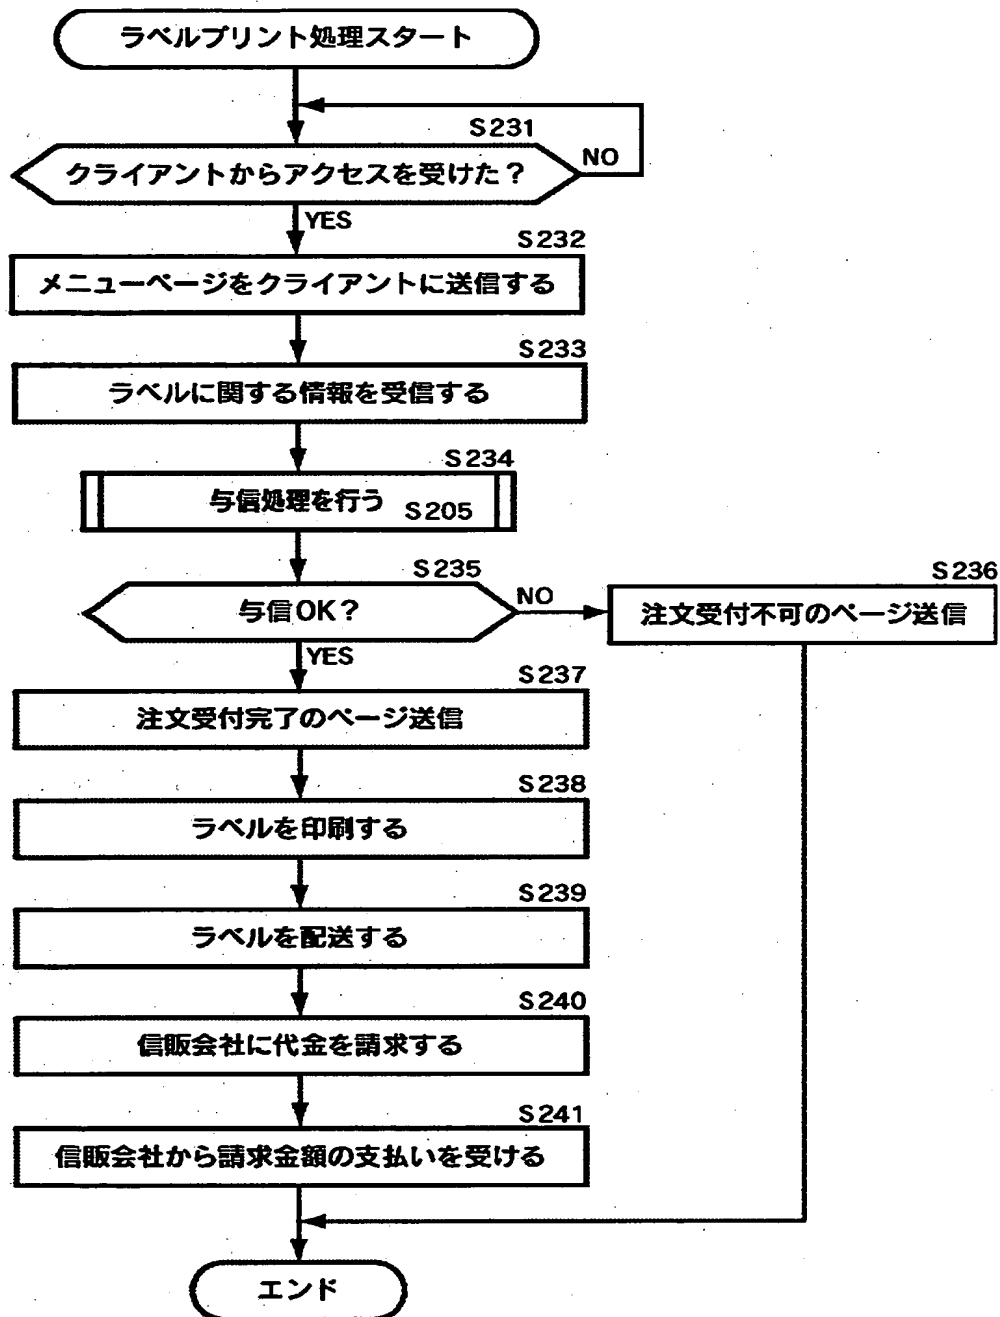 ラベルプリント処理スタート
S231
クライアントからアクセスを受けた?
NO
YES
S232
メニューページをクライアントに送信する
S233
ラベルに関する情報を受信する
S234
与信処理を行う
S205
S235
与信OK?
NO
S236
注文受付不可のページ送信
YES
S237
注文受付完了のページ送信
S238
ラベルを印刷する
S239
ラベルを配送する
S240
信販会社に代金を請求する
S241
信販会社から請求金額の支払いを受ける
エンド